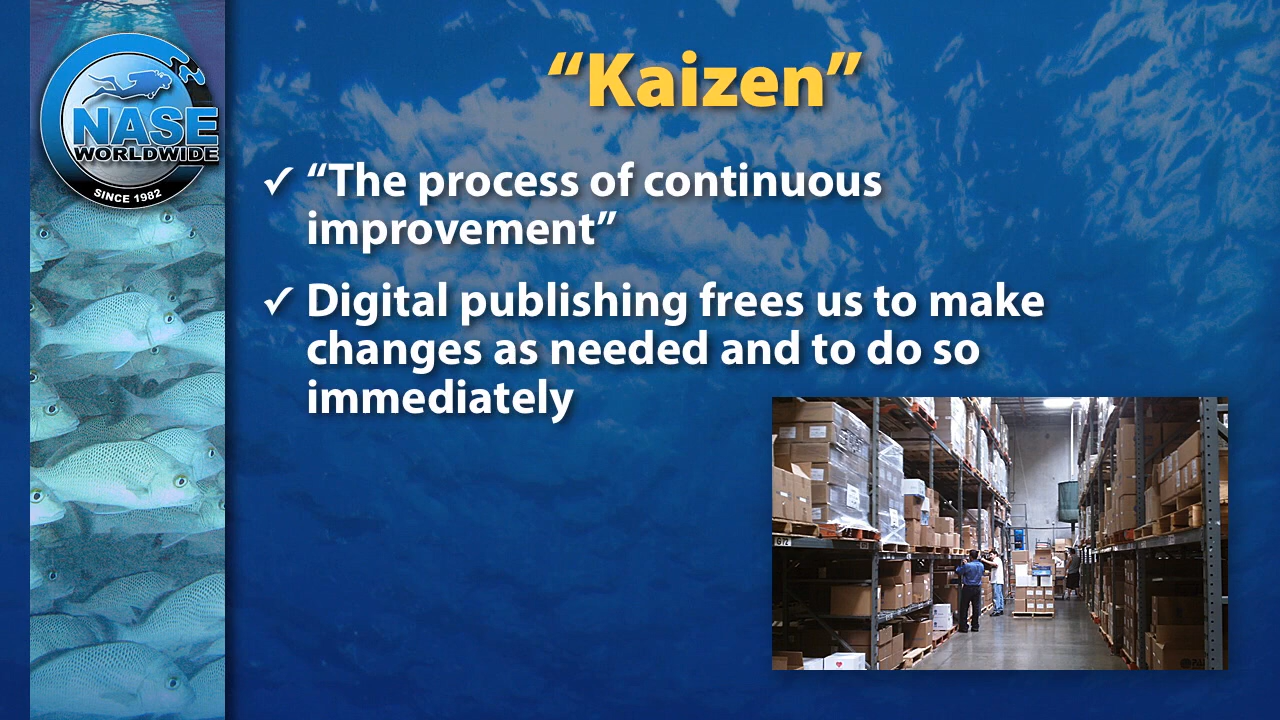 NASE
WORLDWIDE
SINCE 1982
“Kaizen”
✓ “The process of continuous
improvement”
✓ Digital publishing frees us to make
changes as needed and to do so
immediately